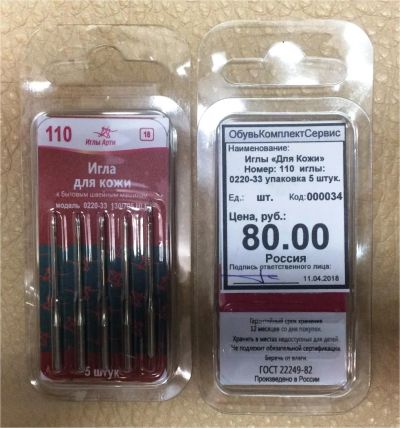 110
Иглы Арти
18
Игла
для кожи
к бытовым швейным машинам
модель 0220-33
5 штук
ОбувьКомплектСервис
Наименование:
Иглы «Для Кожи»
Номер: 110 иглы:
0220-33 упаковка 5 штук.
Ед.: шт. Код:000034
Цена, руб.:
80.00
Россия
Подпись ответственного лица:
11.04.2018
Гарантийный срок хранения
12 месяцев со дня покупки.
Хранить в местах недоступных для детей.
Не подлежит обязательной сертификации.
Беречь от влаги.
ГОСТ 22249-82
Произведено в России